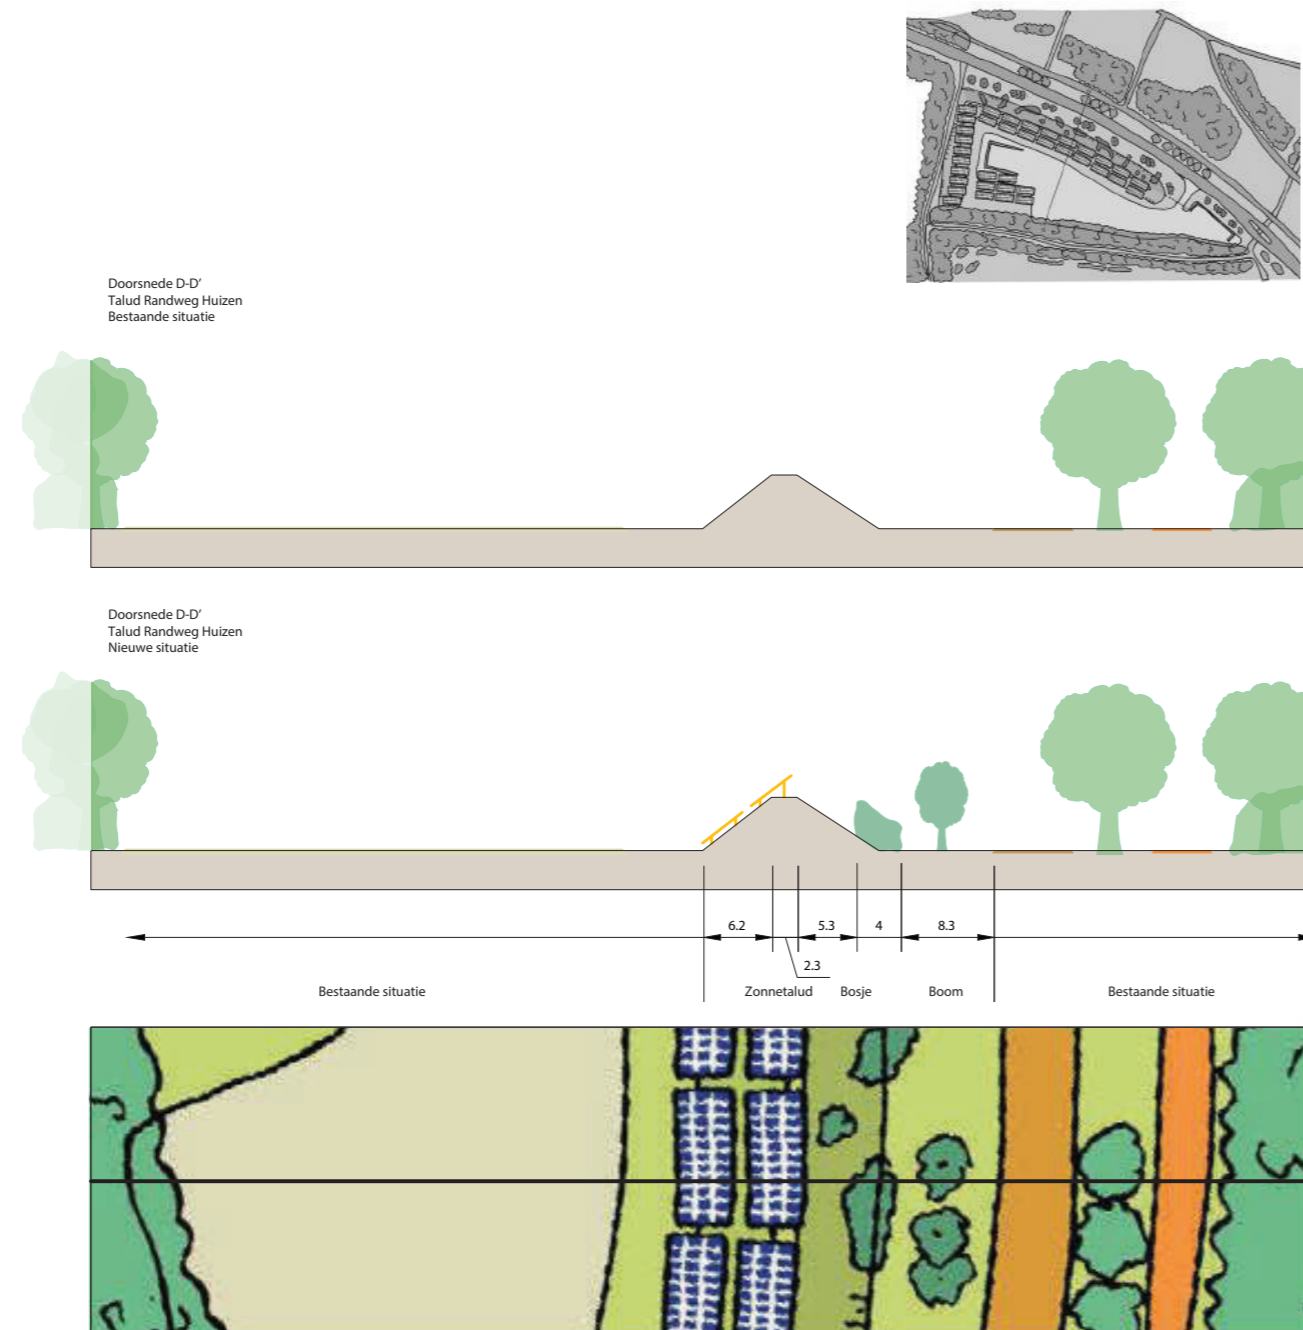 Doorsnede D-D'
Talud Randweg Huizen
Bestaande situatie
Doorsnede D-D'
Talud Randweg Huizen
Nieuwe situatie
6.2
5.3
4
8.3
2.3
Bestaande situatie
Zonnetalud
Bosje
Boom
Bestaande situatie